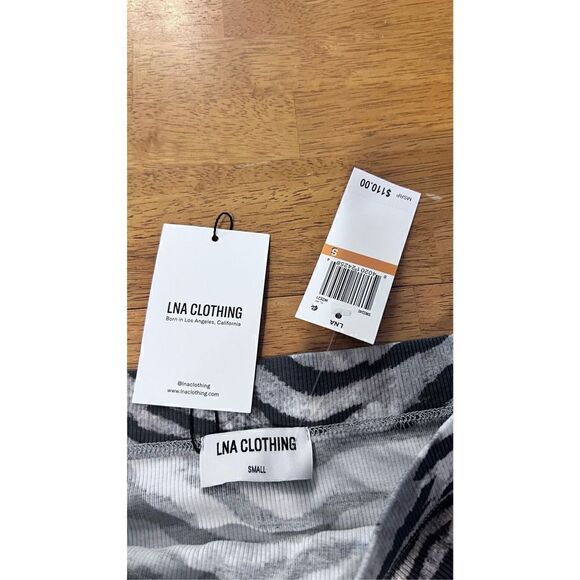 LNA CLOTHING
Born in Los Angeles, California
@lnaclothing
www.lnaclothing.com
LNA CLOTHING
SMALL
LNA
S
MSRP
$110.00